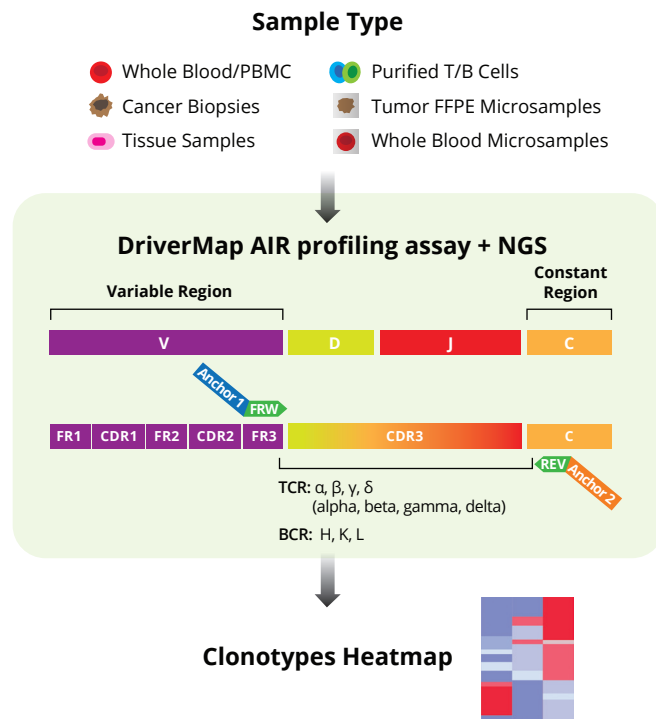 Sample Type
Whole Blood/PBMC
Purified T/B Cells
Cancer Biopsies
Tumor FFPE Microsamples
Tissue Samples
Whole Blood Microsamples
DriverMap AIR profiling assay + NGS
Variable Region
Constant
Region
V D J C
Anchor 1 FRW
FR1 CDR1 FR2 CDR2 FR3 CDR3 C
REV Anchor 2
TCR: α, β, γ, δ
(alpha, beta, gamma, delta)
BCR: H, K, L
Clonotypes Heatmap